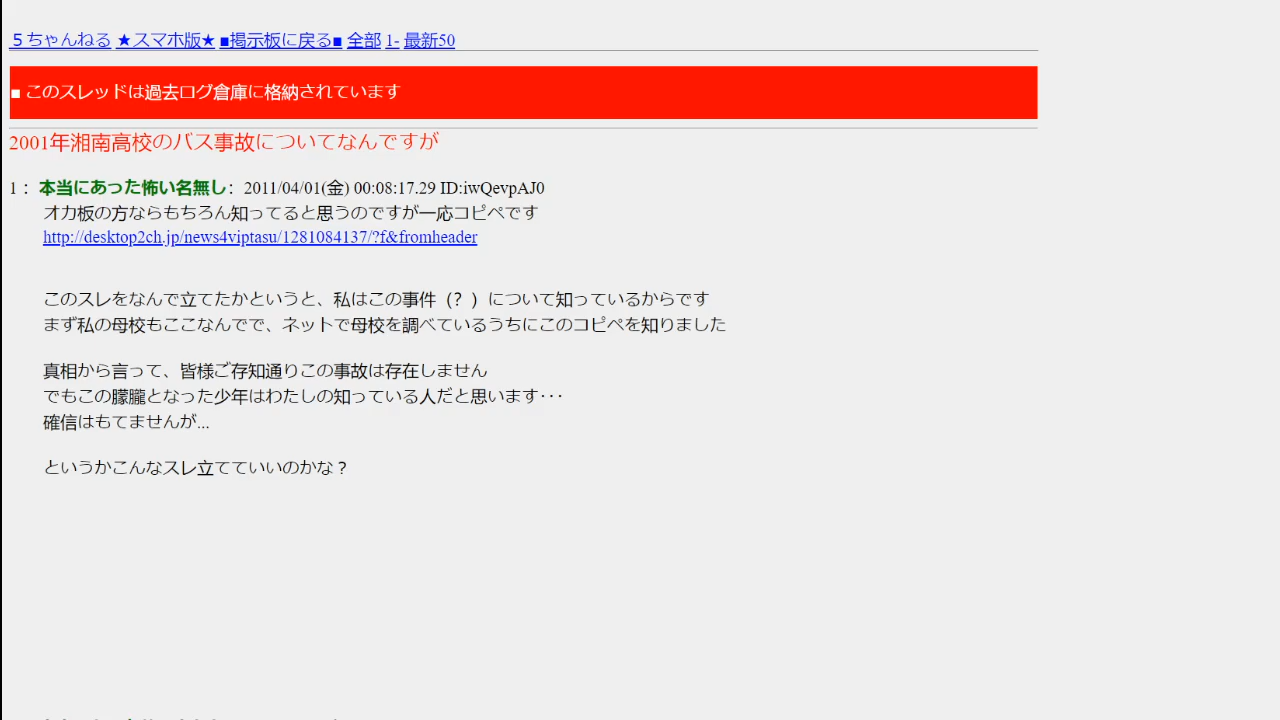 ５ちゃんねる ★スマホ版★ ■掲示板に戻る■ 全部 1- 最新50
■ このスレッドは過去ログ倉庫に格納されています
2001年湘南高校のバス事故についてなんですが
1 : 本当にあった怖い名無し : 2011/04/01(金) 00:08:17.29 ID:iwQevpAJ0
オカ板の方ならもちろん知ってると思うのですが一応コピペです
http://desktop2ch.jp/news4viptasu/1281084137/?f&fromheader
このスレをなんで立てたかというと、私はこの事件（？）について知っているからです
まず私の母校もここなんでで、ネットで母校を調べているうちにこのコピペを知りました
真相から言って、皆様ご存知通りこの事故は存在しません
でもこの朦朧となった少年はわたしの知っている人だと思います･･･
確信はもてませんが...
というかこんなスレ立てていいのかな？